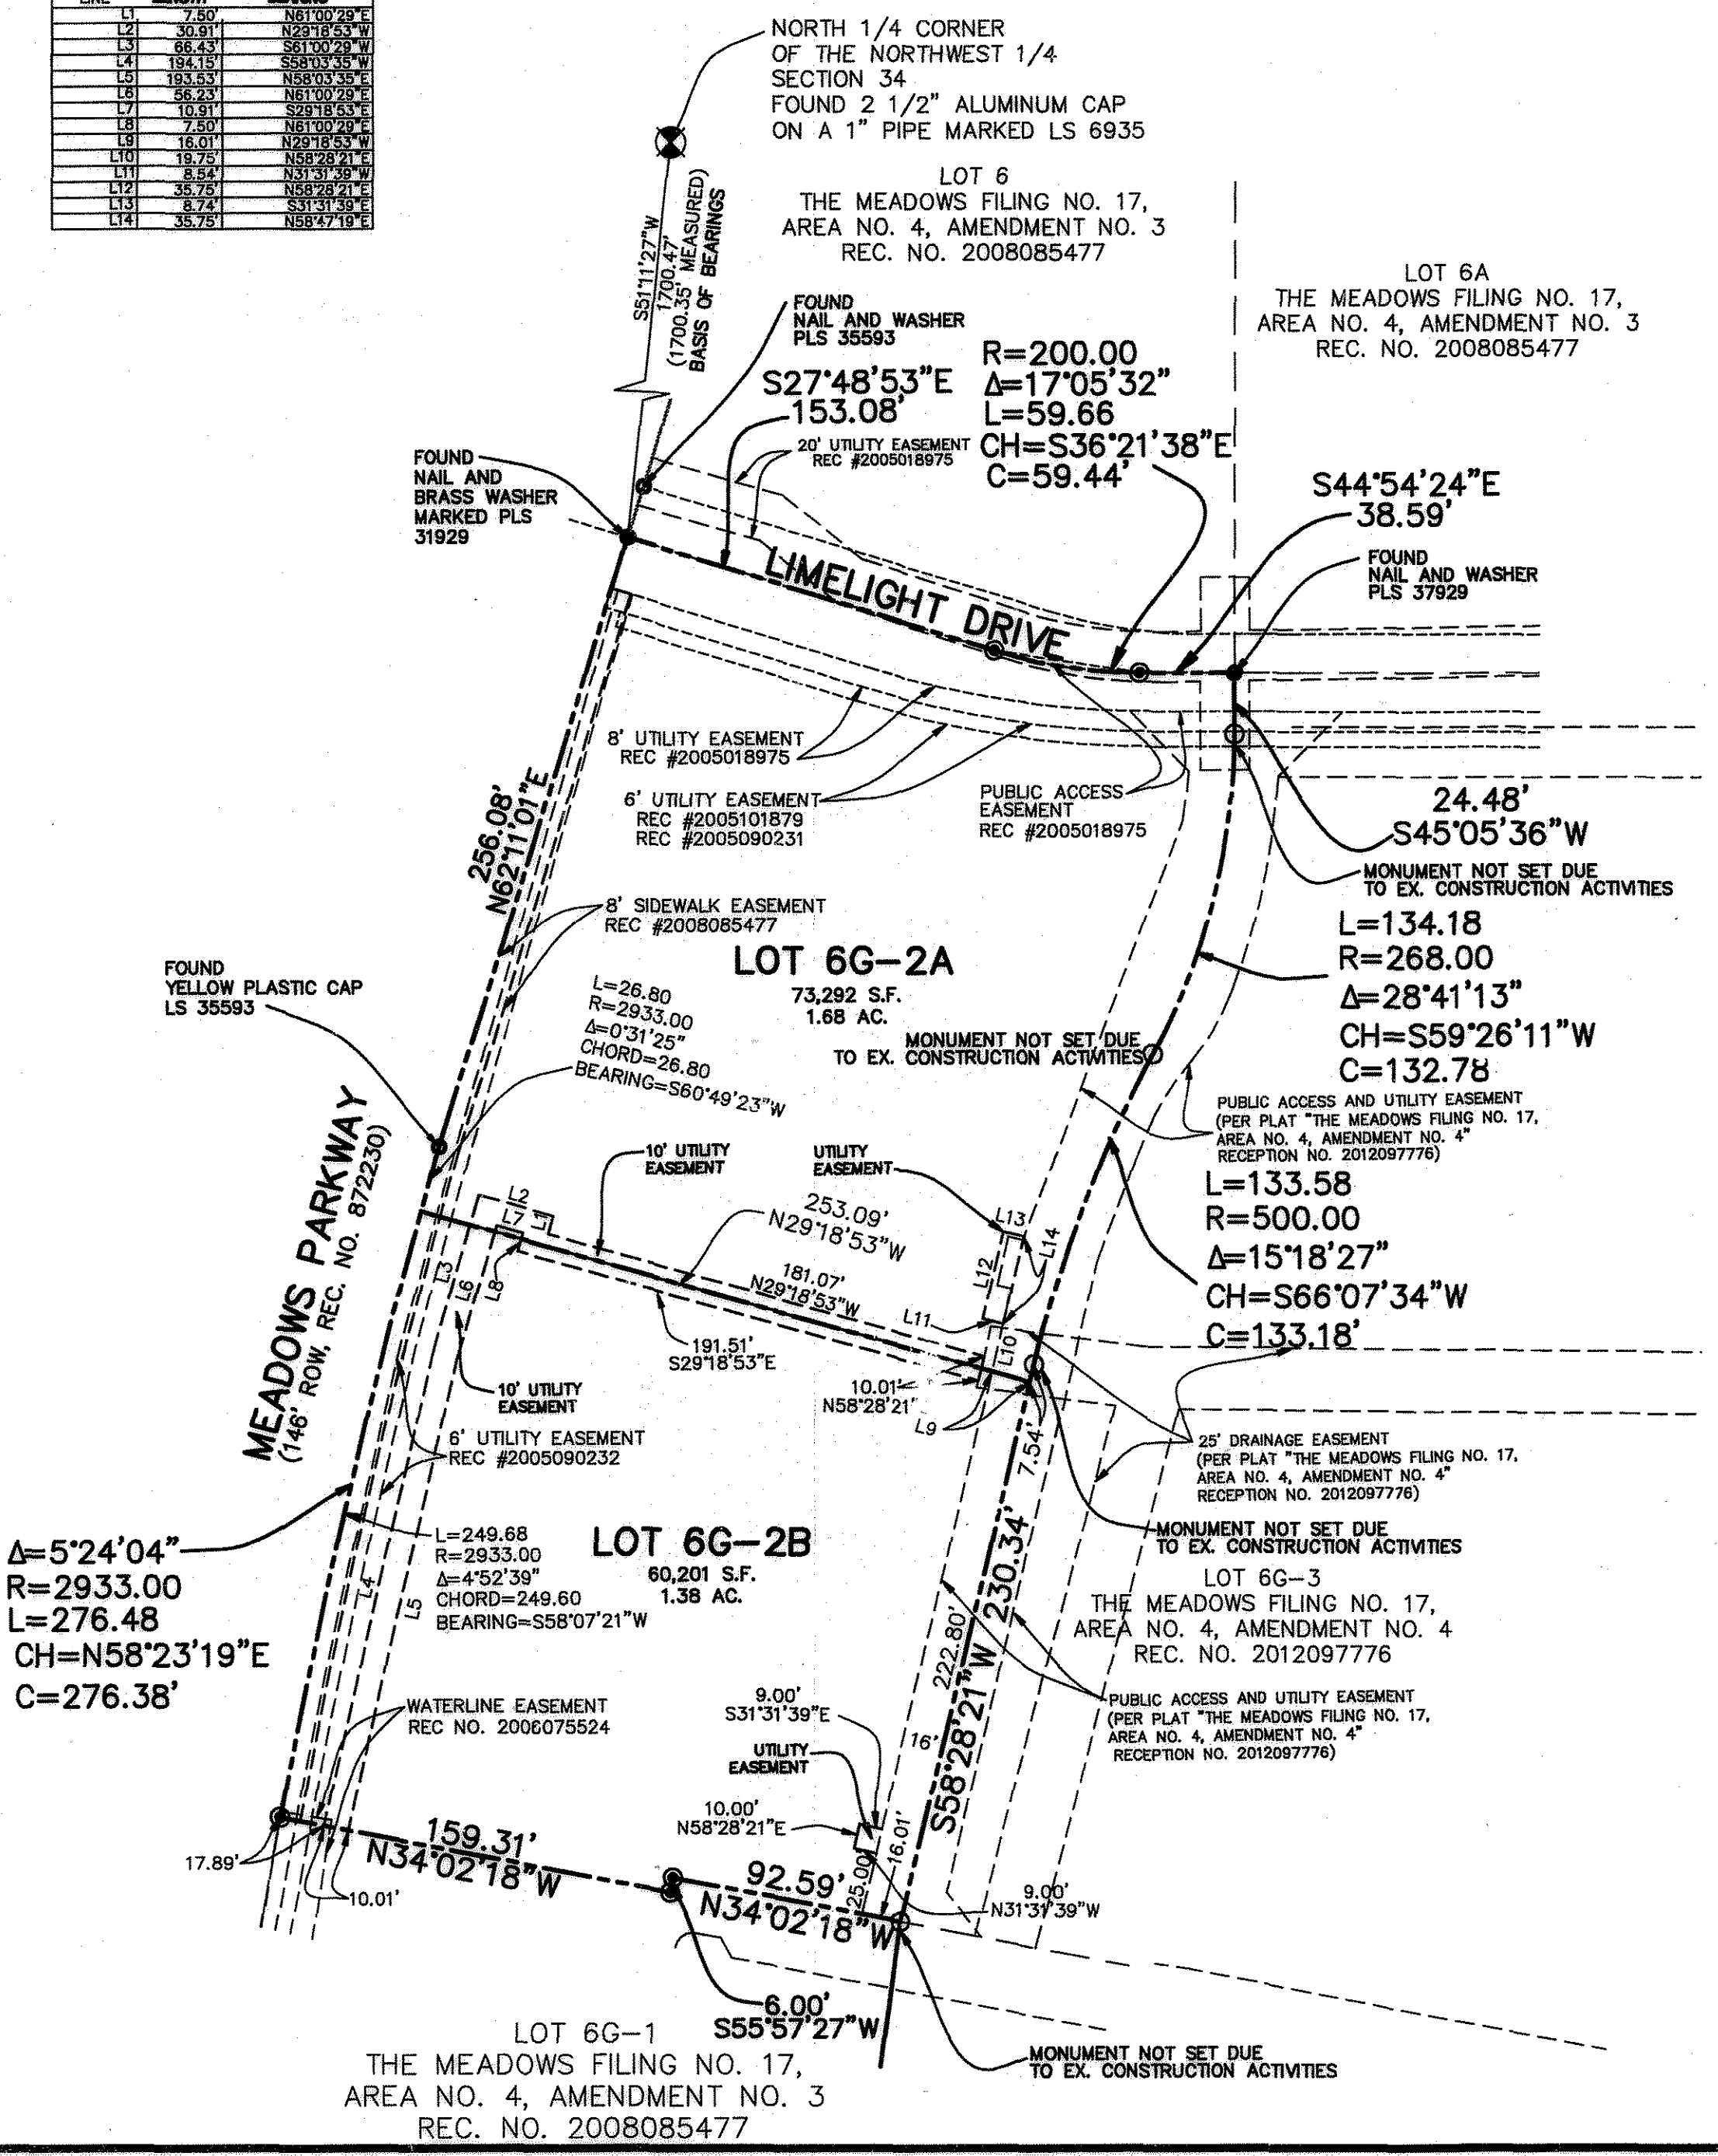 L1 7.50' N61°00'29"E
L2 30.91' N29°18'53"W
L3 66.43' S61°00'29"W
L4 194.15' S58°03'35"W
L5 193.53' N58°03'35"E
L6 56.23' N61°00'29"E
L7 10.91' S29°18'53"E
L8 7.50' N61°00'29"E
L9 16.01' N29°18'53"W
L10 19.75' N58°28'21"E
L11 8.54' N31°31'39"W
L12 35.75' N58°28'21"E
L13 8.74' S31°31'39"E
L14 35.75' N58°47'19"E
NORTH 1/4 CORNER
OF THE NORTHWEST 1/4
SECTION 34
FOUND 2 1/2" ALUMINUM CAP
ON A 1" PIPE MARKED LS 6935
LOT 6
THE MEADOWS FILING NO. 17,
AREA NO. 4, AMENDMENT NO. 3
REC. NO. 2008085477
LOT 6A
THE MEADOWS FILING NO. 17,
AREA NO. 4, AMENDMENT NO. 3
REC. NO. 2008085477
S51°11'27"W
1700.47'
(1700.35' MEASURED)
BASIS OF BEARINGS
FOUND
NAIL AND WASHER
PLS 35593
S27°48'53"E
153.08'
R=200.00
Δ=17°05'32"
L=59.66
CH=S36°21'38"E
C=59.44'
20' UTILITY EASEMENT
REC #2005018975
FOUND
NAIL AND
BRASS WASHER
MARKED PLS
31929
S44°54'24"E
38.59'
FOUND
NAIL AND WASHER
PLS 37929
LIMELIGHT DRIVE
8' UTILITY EASEMENT
REC #2005018975
6' UTILITY EASEMENT
REC #2005101879
REC #2005090231
PUBLIC ACCESS
EASEMENT
REC #2005018975
24.48'
S45°05'36"W
MONUMENT NOT SET DUE
TO EX. CONSTRUCTION ACTIVITIES
256.08'
N62°11'01"E
8' SIDEWALK EASEMENT
REC #2008085477
LOT 6G-2A
73,292 S.F.
1.68 AC.
L=134.18
R=268.00
Δ=28°41'13"
CH=S59°26'11"W
C=132.78
FOUND
YELLOW PLASTIC CAP
LS 35593
L=26.80
R=2933.00
Δ=0°31'25"
CHORD=26.80
BEARING=S60°49'23"W
MONUMENT NOT SET DUE
TO EX. CONSTRUCTION ACTIVITIES
PUBLIC ACCESS AND UTILITY EASEMENT
(PER PLAT "THE MEADOWS FILING NO. 17,
AREA NO. 4, AMENDMENT NO. 4"
RECEPTION NO. 2012097776)
MEADOWS PARKWAY
(146' ROW, REC. NO. 872230)
10' UTILITY
EASEMENT
UTILITY
EASEMENT
L=133.58
R=500.00
Δ=15°18'27"
CH=S66°07'34"W
C=133.18'
L2
L7
L1
L3
L6
L8
253.09'
N29°18'53"W
181.07'
N29°18'53"W
191.51'
S29°18'53"E
L13
L14
L12
L11
L10
10.01'
N58°28'21"
L9
7.54'
10' UTILITY
EASEMENT
6' UTILITY EASEMENT
REC #2005090232
25' DRAINAGE EASEMENT
(PER PLAT "THE MEADOWS FILING NO. 17,
AREA NO. 4, AMENDMENT NO. 4"
RECEPTION NO. 2012097776)
MONUMENT NOT SET DUE
TO EX. CONSTRUCTION ACTIVITIES
Δ=5°24'04"
R=2933.00
L=276.48
CH=N58°23'19"E
C=276.38'
L4
L5
L=249.68
R=2933.00
Δ=4°52'39"
CHORD=249.60
BEARING=S58°07'21"W
LOT 6G-2B
60,201 S.F.
1.38 AC.
LOT 6G-3
THE MEADOWS FILING NO. 17,
AREA NO. 4, AMENDMENT NO. 4
REC. NO. 2012097776
222.80'
S58°28'21"W 230.34'
16'
PUBLIC ACCESS AND UTILITY EASEMENT
(PER PLAT "THE MEADOWS FILING NO. 17,
AREA NO. 4, AMENDMENT NO. 4"
RECEPTION NO. 2012097776)
WATERLINE EASEMENT
REC NO. 2006075524
9.00'
S31°31'39"E
UTILITY
EASEMENT
10.00'
N58°28'21"E
17.89'
10.01'
159.31'
N34°02'18"W
92.59'
N34°02'18"W
25.00'
16.01'
9.00'
N31°31'39"W
6.00'
S55°57'27"W
MONUMENT NOT SET DUE
TO EX. CONSTRUCTION ACTIVITIES
LOT 6G-1
THE MEADOWS FILING NO. 17,
AREA NO. 4, AMENDMENT NO. 3
REC. NO. 2008085477